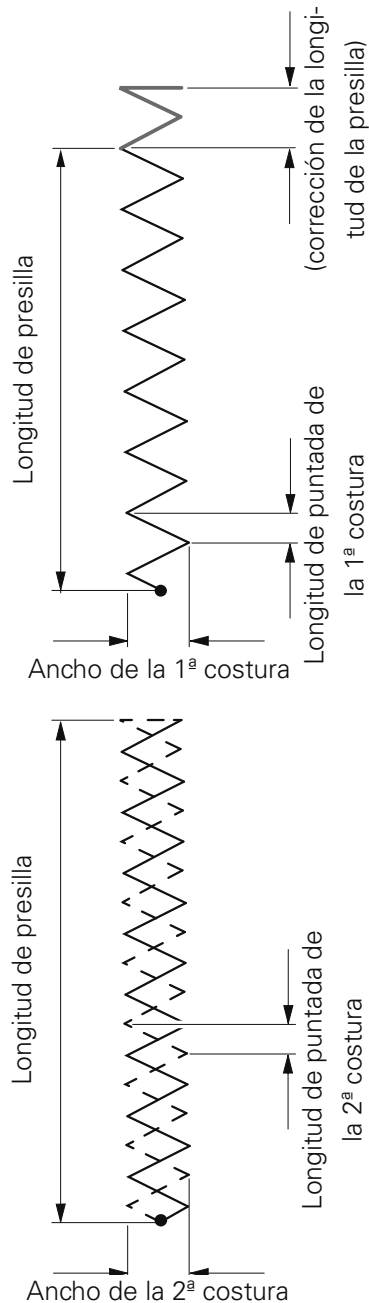 (corrección de la longi-
tud de la presilla)
Longitud de presilla
Longitud de puntada de
la 1ª costura
Ancho de la 1ª costura
Longitud de presilla
Longitud de puntada de
la 2ª costura
Ancho de la 2ª costura